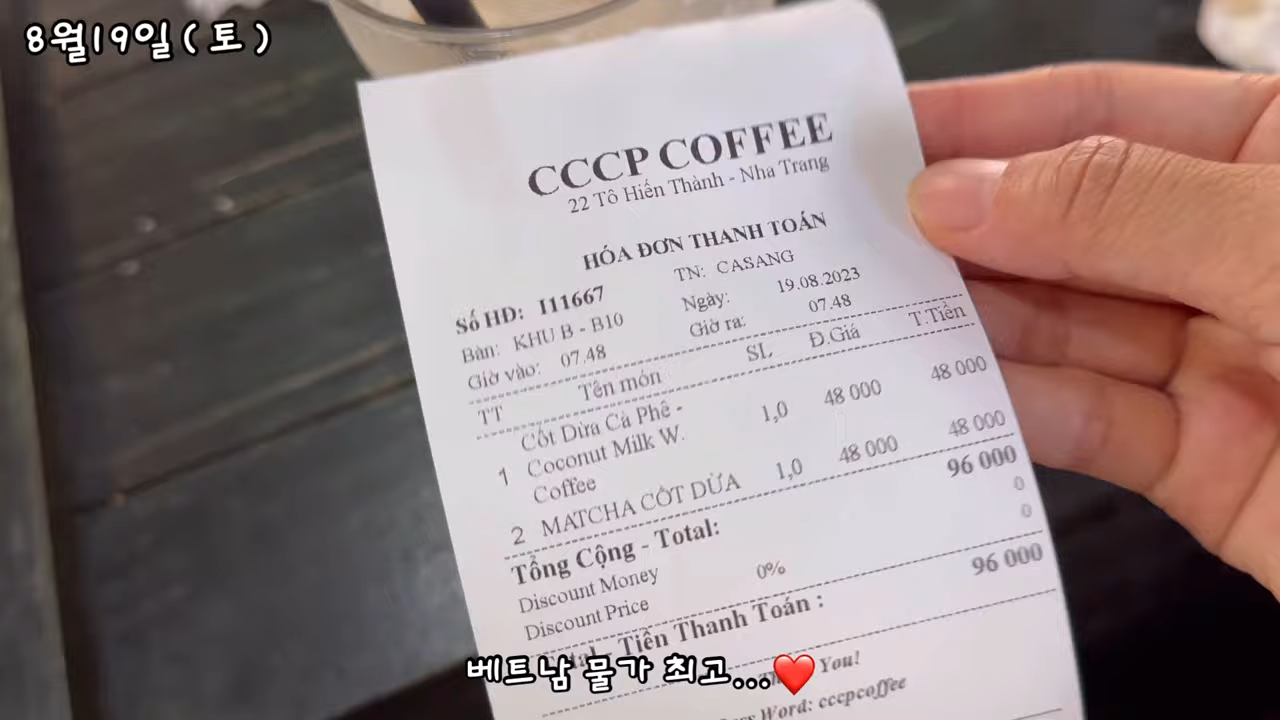 8월19일(토)
CCCP COFFEE
22 Tô Hiến Thành - Nha Trang
HÓA ĐƠN THANH TOÁN
Số HĐ: I11667 TN: CASANG
Bàn: KHU B - B10 Ngày: 19.08.2023
Giờ vào: 07.48 Giờ ra: 07.48
TT Tên món SL Đ.Giá T.Tiền
1 Cốt Dừa Cà Phê - Coconut Milk W. Coffee 1,0 48 000 48 000
2 MATCHA CỐT DỪA 1,0 48 000 48 000
Tổng Cộng - Total: 96 000
Discount Money 0
Discount Price 0% 0
Tiền Thanh Toán : 96 000
You!
Word: cccpcoffee
베트남 물가 최고...❤️